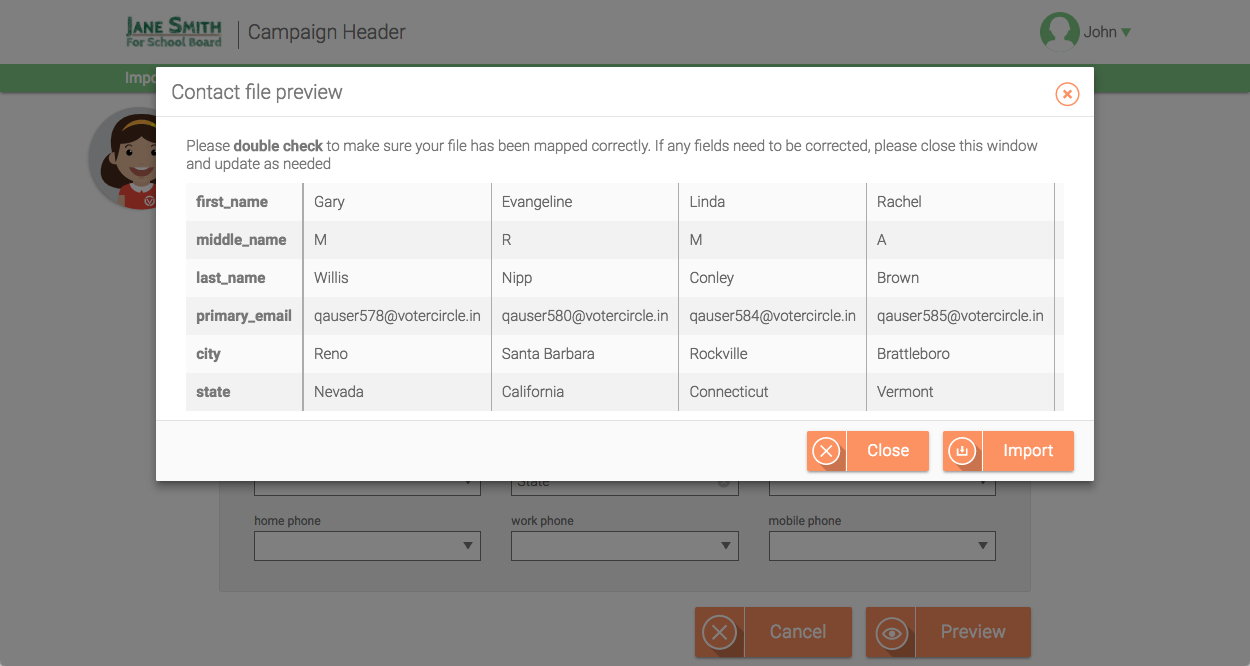 JANE SMITH
For School Board
Campaign Header
John
Impo
Contact file preview
Please double check to make sure your file has been mapped correctly. If any fields need to be corrected, please close this window
and update as needed
first_name Gary Evangeline Linda Rachel
middle_name M R M A
last_name Willis Nipp Conley Brown
primary_email qauser578@votercircle.in qauser580@votercircle.in qauser584@votercircle.in qauser585@votercircle.in
city Reno Santa Barbara Rockville Brattleboro
state Nevada California Connecticut Vermont
Close Import
State
home phone work phone mobile phone
Cancel Preview